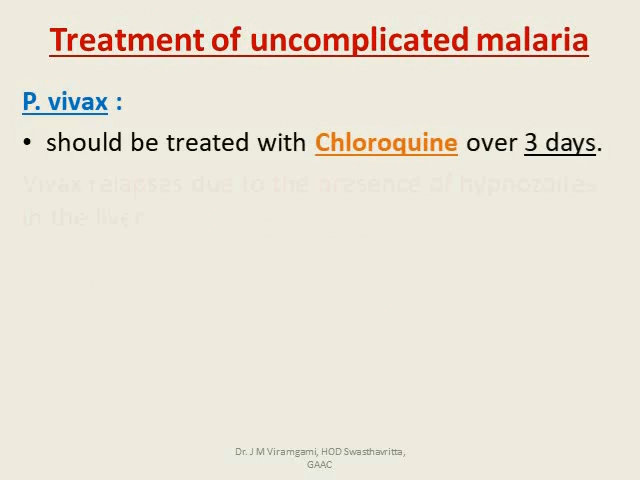 Treatment of uncomplicated malaria
P. vivax :
• should be treated with Chloroquine over 3 days.
Vivax relapses due to the presence of hypnozoites
in the liver
Dr. J M Viramgami, HOD Swasthavritta,
GAAC